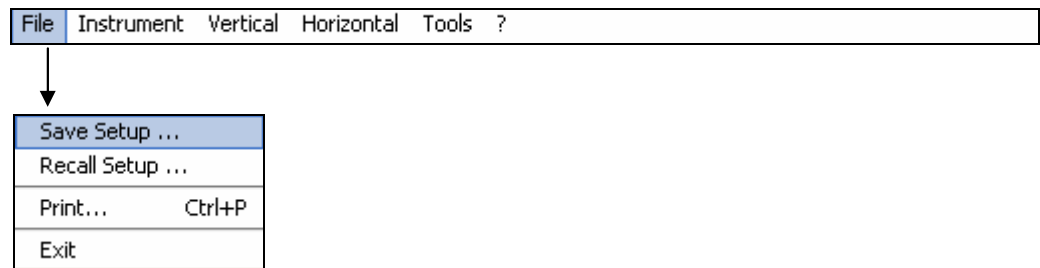 File Instrument Vertical Horizontal Tools ?
Save Setup ...
Recall Setup ...
Print... Ctrl+P
Exit